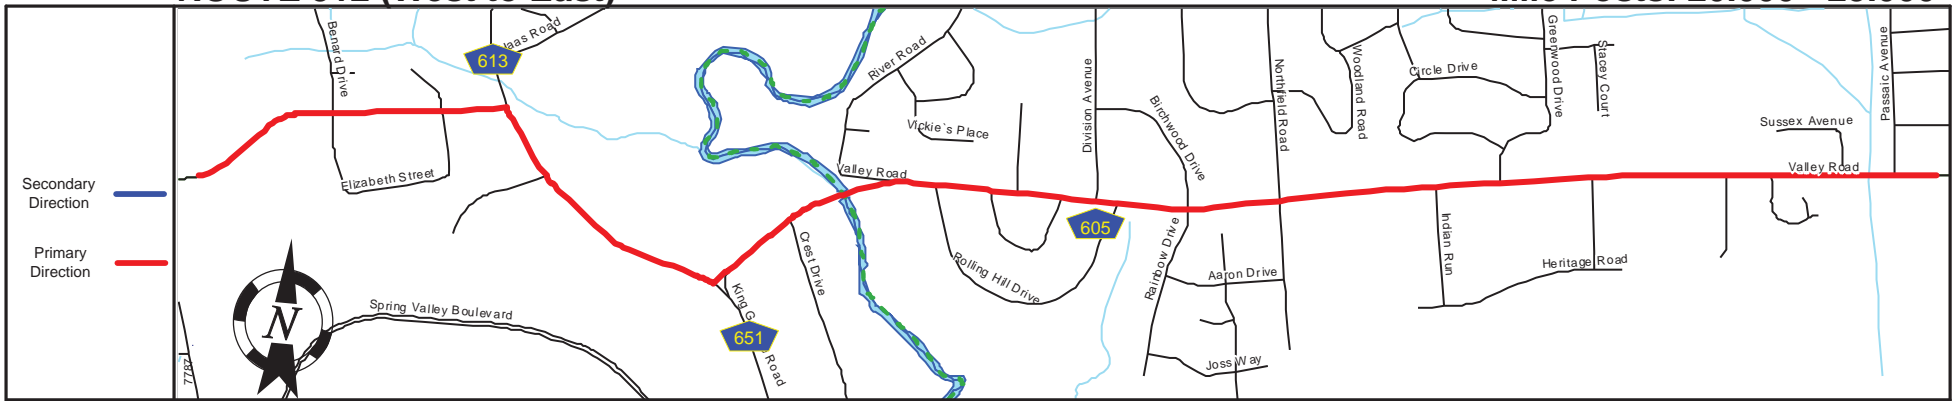 Secondary
Direction
Primary
Direction
Benard Drive
613
River Road
Division Avenue
Birchwood Drive
Northfield Road
Woodland Road
Circle Drive
Greenwood Drive
Stacey Court
Passaic Avenue
Vickie`s Place
Sussex Avenue
Elizabeth Street
Valley Road
Valley Road
605
Crest Drive
Rolling Hill Drive
Rainbow Drive
Aaron Drive
Indian Run
Heritage Road
N
Spring Valley Boulevard
651
Road
Joss Way
7787